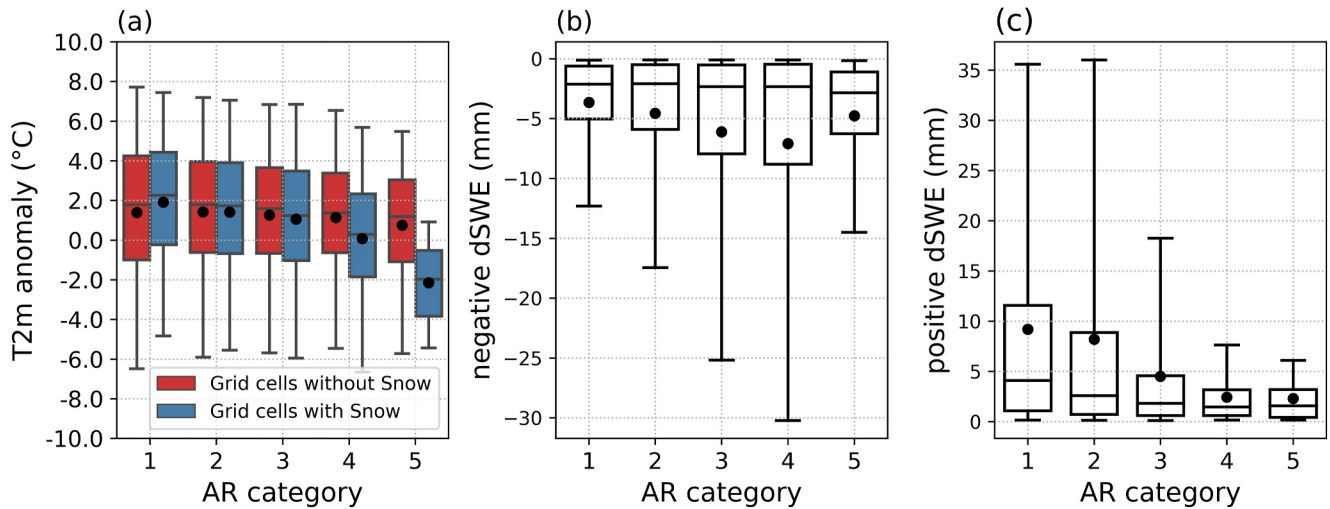 (a)
T2m anomaly (°C)
10.0
8.0
6.0
4.0
2.0
0.0
-2.0
-4.0
-6.0
-8.0
-10.0
Grid cells without Snow
Grid cells with Snow
1 2 3 4 5
AR category
(b)
negative dSWE (mm)
0
−5
−10
−15
−20
−25
−30
1 2 3 4 5
AR category
(c)
positive dSWE (mm)
35
30
25
20
15
10
5
0
1 2 3 4 5
AR category